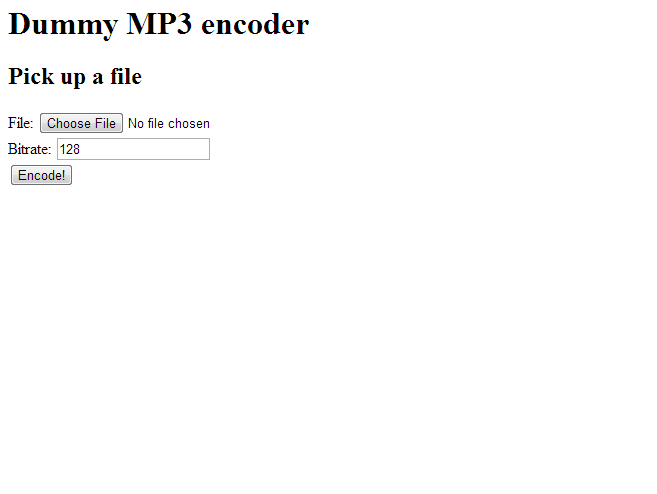 Dummy MP3 encoder
Pick up a file
File: Choose File No file chosen
Bitrate: 128
Encode!